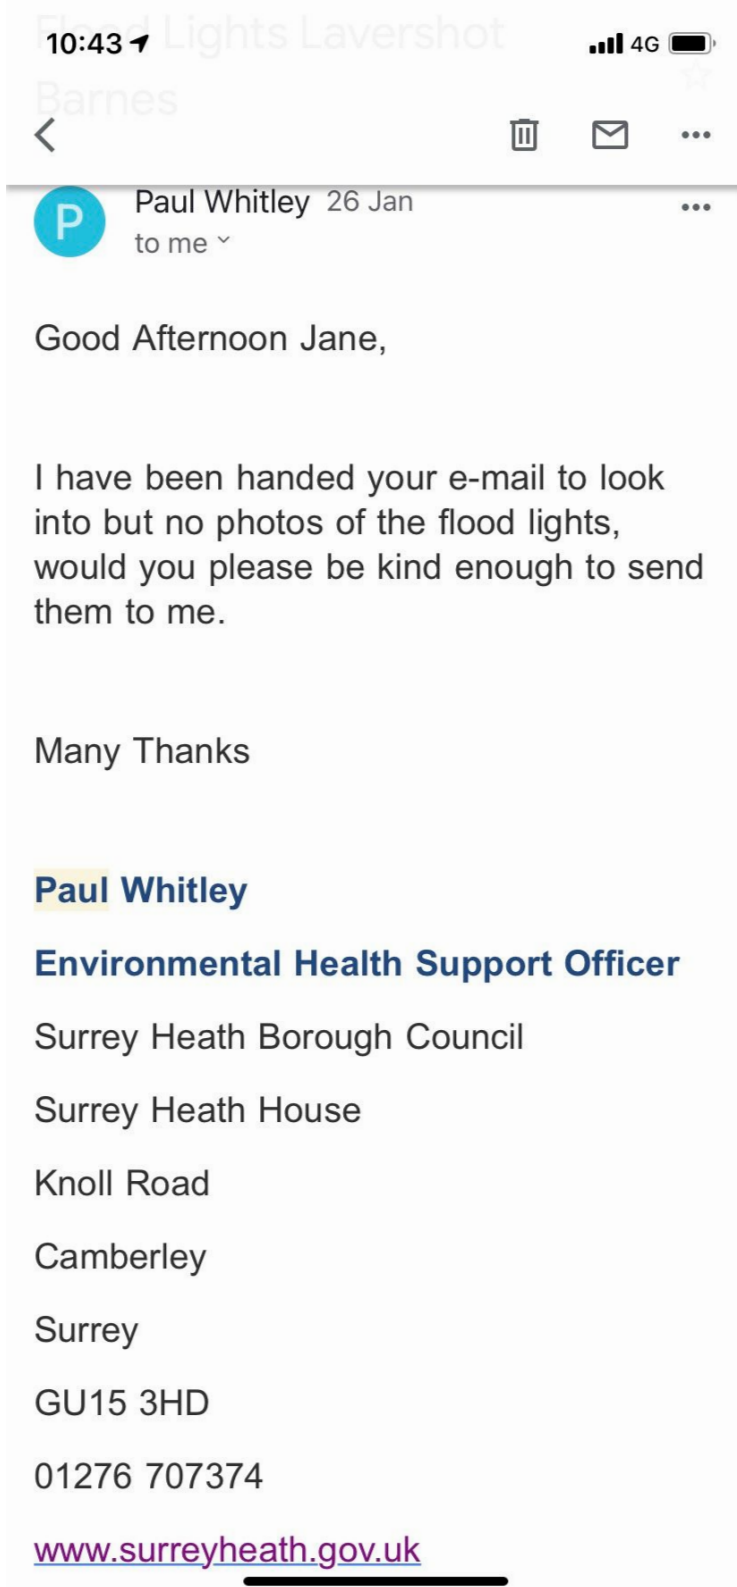 Flood Lights Lavershot
10:43
4G
Barnes
Paul Whitley 26 Jan
to me
P
Good Afternoon Jane,
I have been handed your e-mail to look
into but no photos of the flood lights,
would you please be kind enough to send
them to me.
Many Thanks
Paul Whitley
Environmental Health Support Officer
Surrey Heath Borough Council
Surrey Heath House
Knoll Road
Camberley
Surrey
GU15 3HD
01276 707374
www.surreyheath.gov.uk